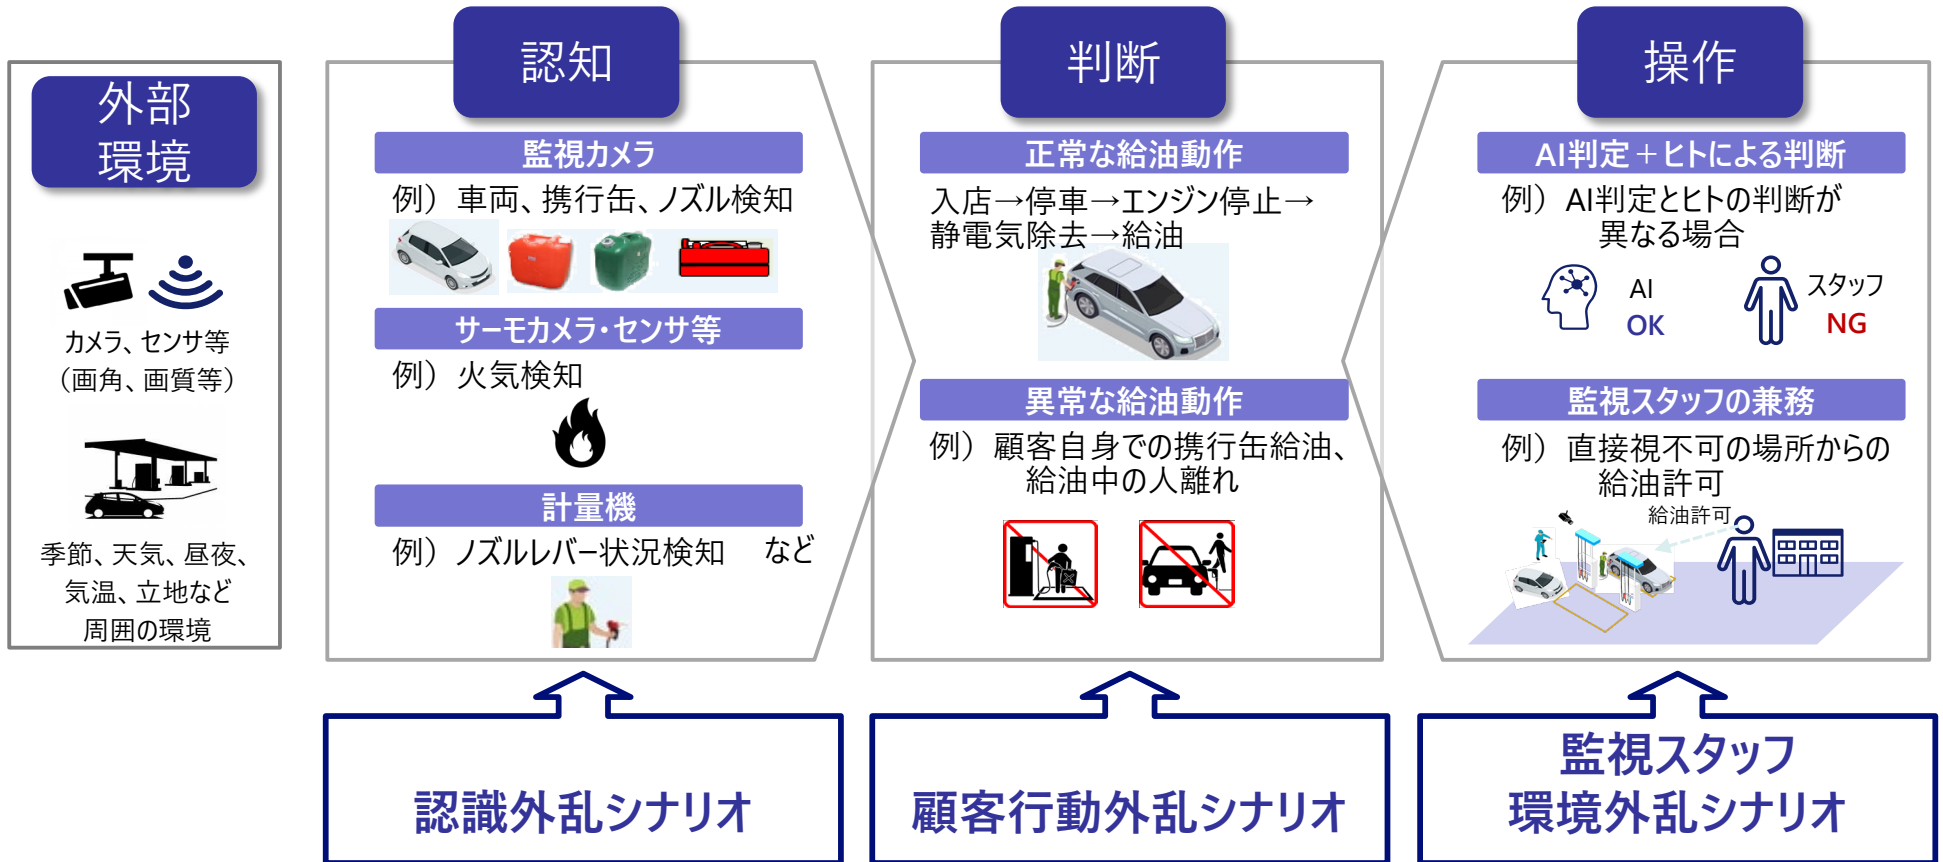 外部
環境
カメラ、センサ等
（画角、画質等）
季節、天気、昼夜、
気温、立地など
周囲の環境
認知
監視カメラ
例）車両、携行缶、ノズル検知
サーモカメラ・センサ等
例）火気検知
計量機
例）ノズルレバー状況検知　など
認識外乱シナリオ
判断
正常な給油動作
入店→停車→エンジン停止→
静電気除去→給油
異常な給油動作
例）顧客自身での携行缶給油、
給油中の人離れ
顧客行動外乱シナリオ
操作
AI判定＋ヒトによる判断
例）AI判定とヒトの判断が
異なる場合
AI
OK
スタッフ
NG
監視スタッフの兼務
例）直接視不可の場所からの
給油許可
給油許可
監視スタッフ
環境外乱シナリオ